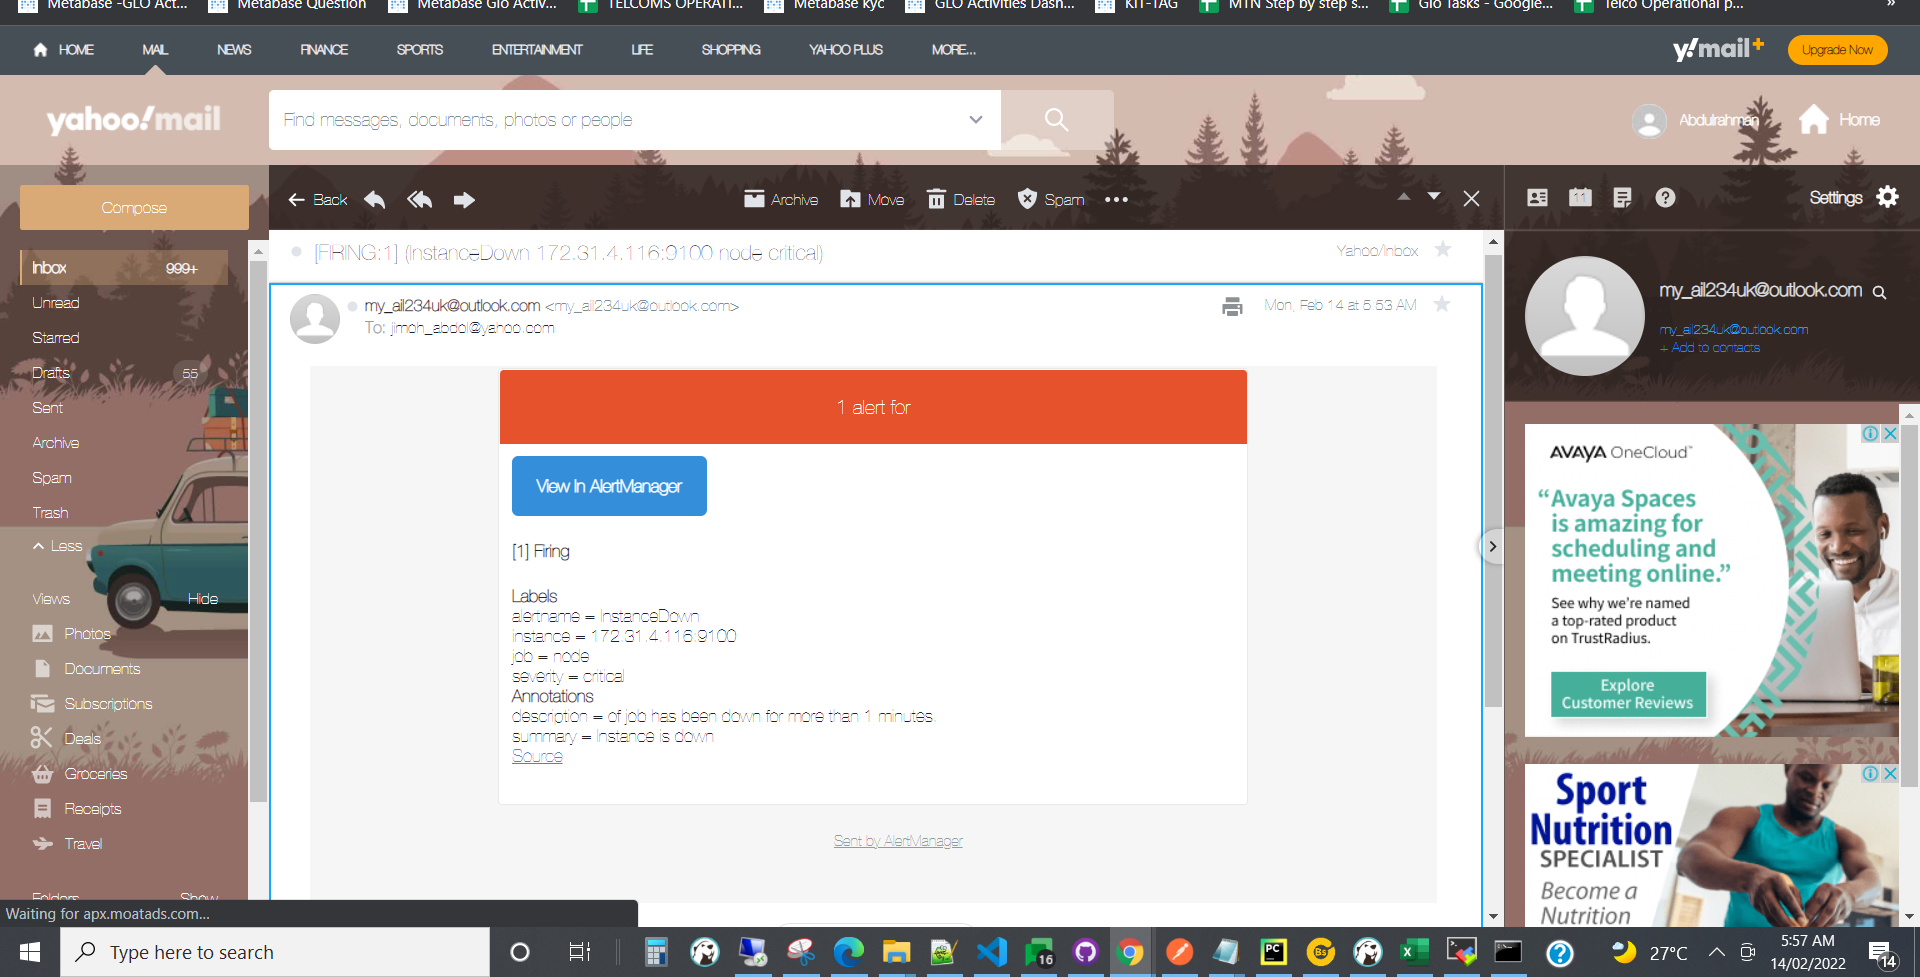 Metabase -GLO Act...
Metabase Question
Metabase Glo Activ...
TELCOMS OPERATI...
Metabase kyc
GLO Activities Dash...
KIT-TAG
MTN Step by step s...
Glo Tasks - Google...
Telco Operational p...
»
HOME
MAIL
NEWS
FINANCE
SPORTS
ENTERTAINMENT
LIFE
SHOPPING
YAHOO PLUS
MORE...
y!mail+
Upgrade Now
yahoo!mail
Find messages, documents, photos or people
Abdulrahman
Home
Compose
Back
Archive
Move
Delete
Spam
•••
11
Settings
Inbox 999+
Unread
Starred
Drafts 55
Sent
Archive
Spam
Trash
Less
Views Hide
Photos
Documents
Subscriptions
Deals
Groceries
Receipts
Travel
Folders Show
[FIRING:1] (InstanceDown 172.31.4.116:9100 node critical)
Yahoo/Inbox
my_ail234uk@outlook.com <my_ail234uk@outlook.com>
Mon, Feb 14 at 5:53 AM
To: jimoh_abdol@yahoo.com
1 alert for
View In AlertManager
[1] Firing
Labels
alertname = InstanceDown
instance = 172.31.4.116:9100
job = node
severity = critical
Annotations
description = of job has been down for more than 1 minutes.
summary = Instance is down
Source
Sent by AlertManager
my_ail234uk@outlook.com
my_ail234uk@outlook.com
+ Add to contacts
AVAYA OneCloud™
“Avaya Spaces
is amazing for
scheduling and
meeting online.”
See why we're named
a top-rated product
on TrustRadius.
Explore
Customer Reviews
Sport
Nutrition
SPECIALIST
Become a
Nutrition
Waiting for apx.moatads.com...
Type here to search
16
PC
Bs
27°C
5:57 AM
14/02/2022
14